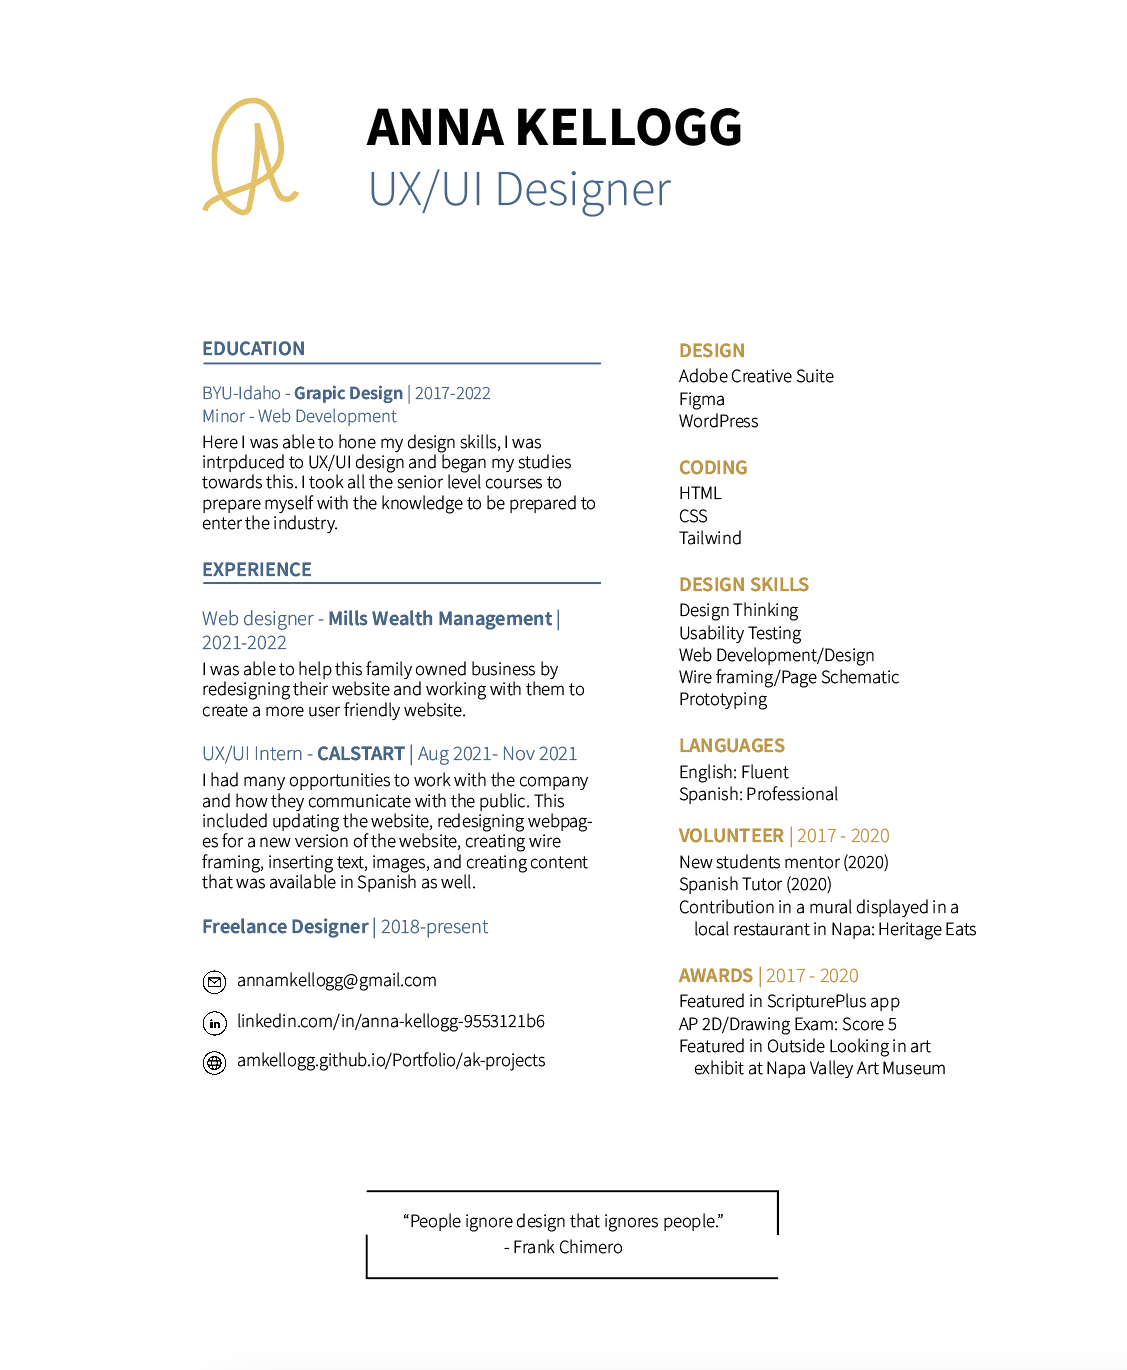 ANNA KELLOGG
UX/UI Designer
EDUCATION
BYU-Idaho - Grapic Design | 2017-2022
Minor - Web Development
Here I was able to hone my design skills, I was
intrpduced to UX/UI design and began my studies
towards this. I took all the senior level courses to
prepare myself with the knowledge to be prepared to
enter the industry.
EXPERIENCE
Web designer - Mills Wealth Management |
2021-2022
I was able to help this family owned business by
redesigning their website and working with them to
create a more user friendly website.
UX/UI Intern - CALSTART | Aug 2021- Nov 2021
I had many opportunities to work with the company
and how they communicate with the public. This
included updating the website, redesigning webpag-
es for a new version of the website, creating wire
framing, inserting text, images, and creating content
that was available in Spanish as well.
Freelance Designer | 2018-present
annamkellogg@gmail.com
linkedin.com/in/anna-kellogg-9553121b6
amkellogg.github.io/Portfolio/ak-projects
DESIGN
Adobe Creative Suite
Figma
WordPress
CODING
HTML
CSS
Tailwind
DESIGN SKILLS
Design Thinking
Usability Testing
Web Development/Design
Wire framing/Page Schematic
Prototyping
LANGUAGES
English: Fluent
Spanish: Professional
VOLUNTEER | 2017 - 2020
New students mentor (2020)
Spanish Tutor (2020)
Contribution in a mural displayed in a
local restaurant in Napa: Heritage Eats
AWARDS | 2017 - 2020
Featured in ScripturePlus app
AP 2D/Drawing Exam: Score 5
Featured in Outside Looking in art
exhibit at Napa Valley Art Museum
“People ignore design that ignores people.”
- Frank Chimero